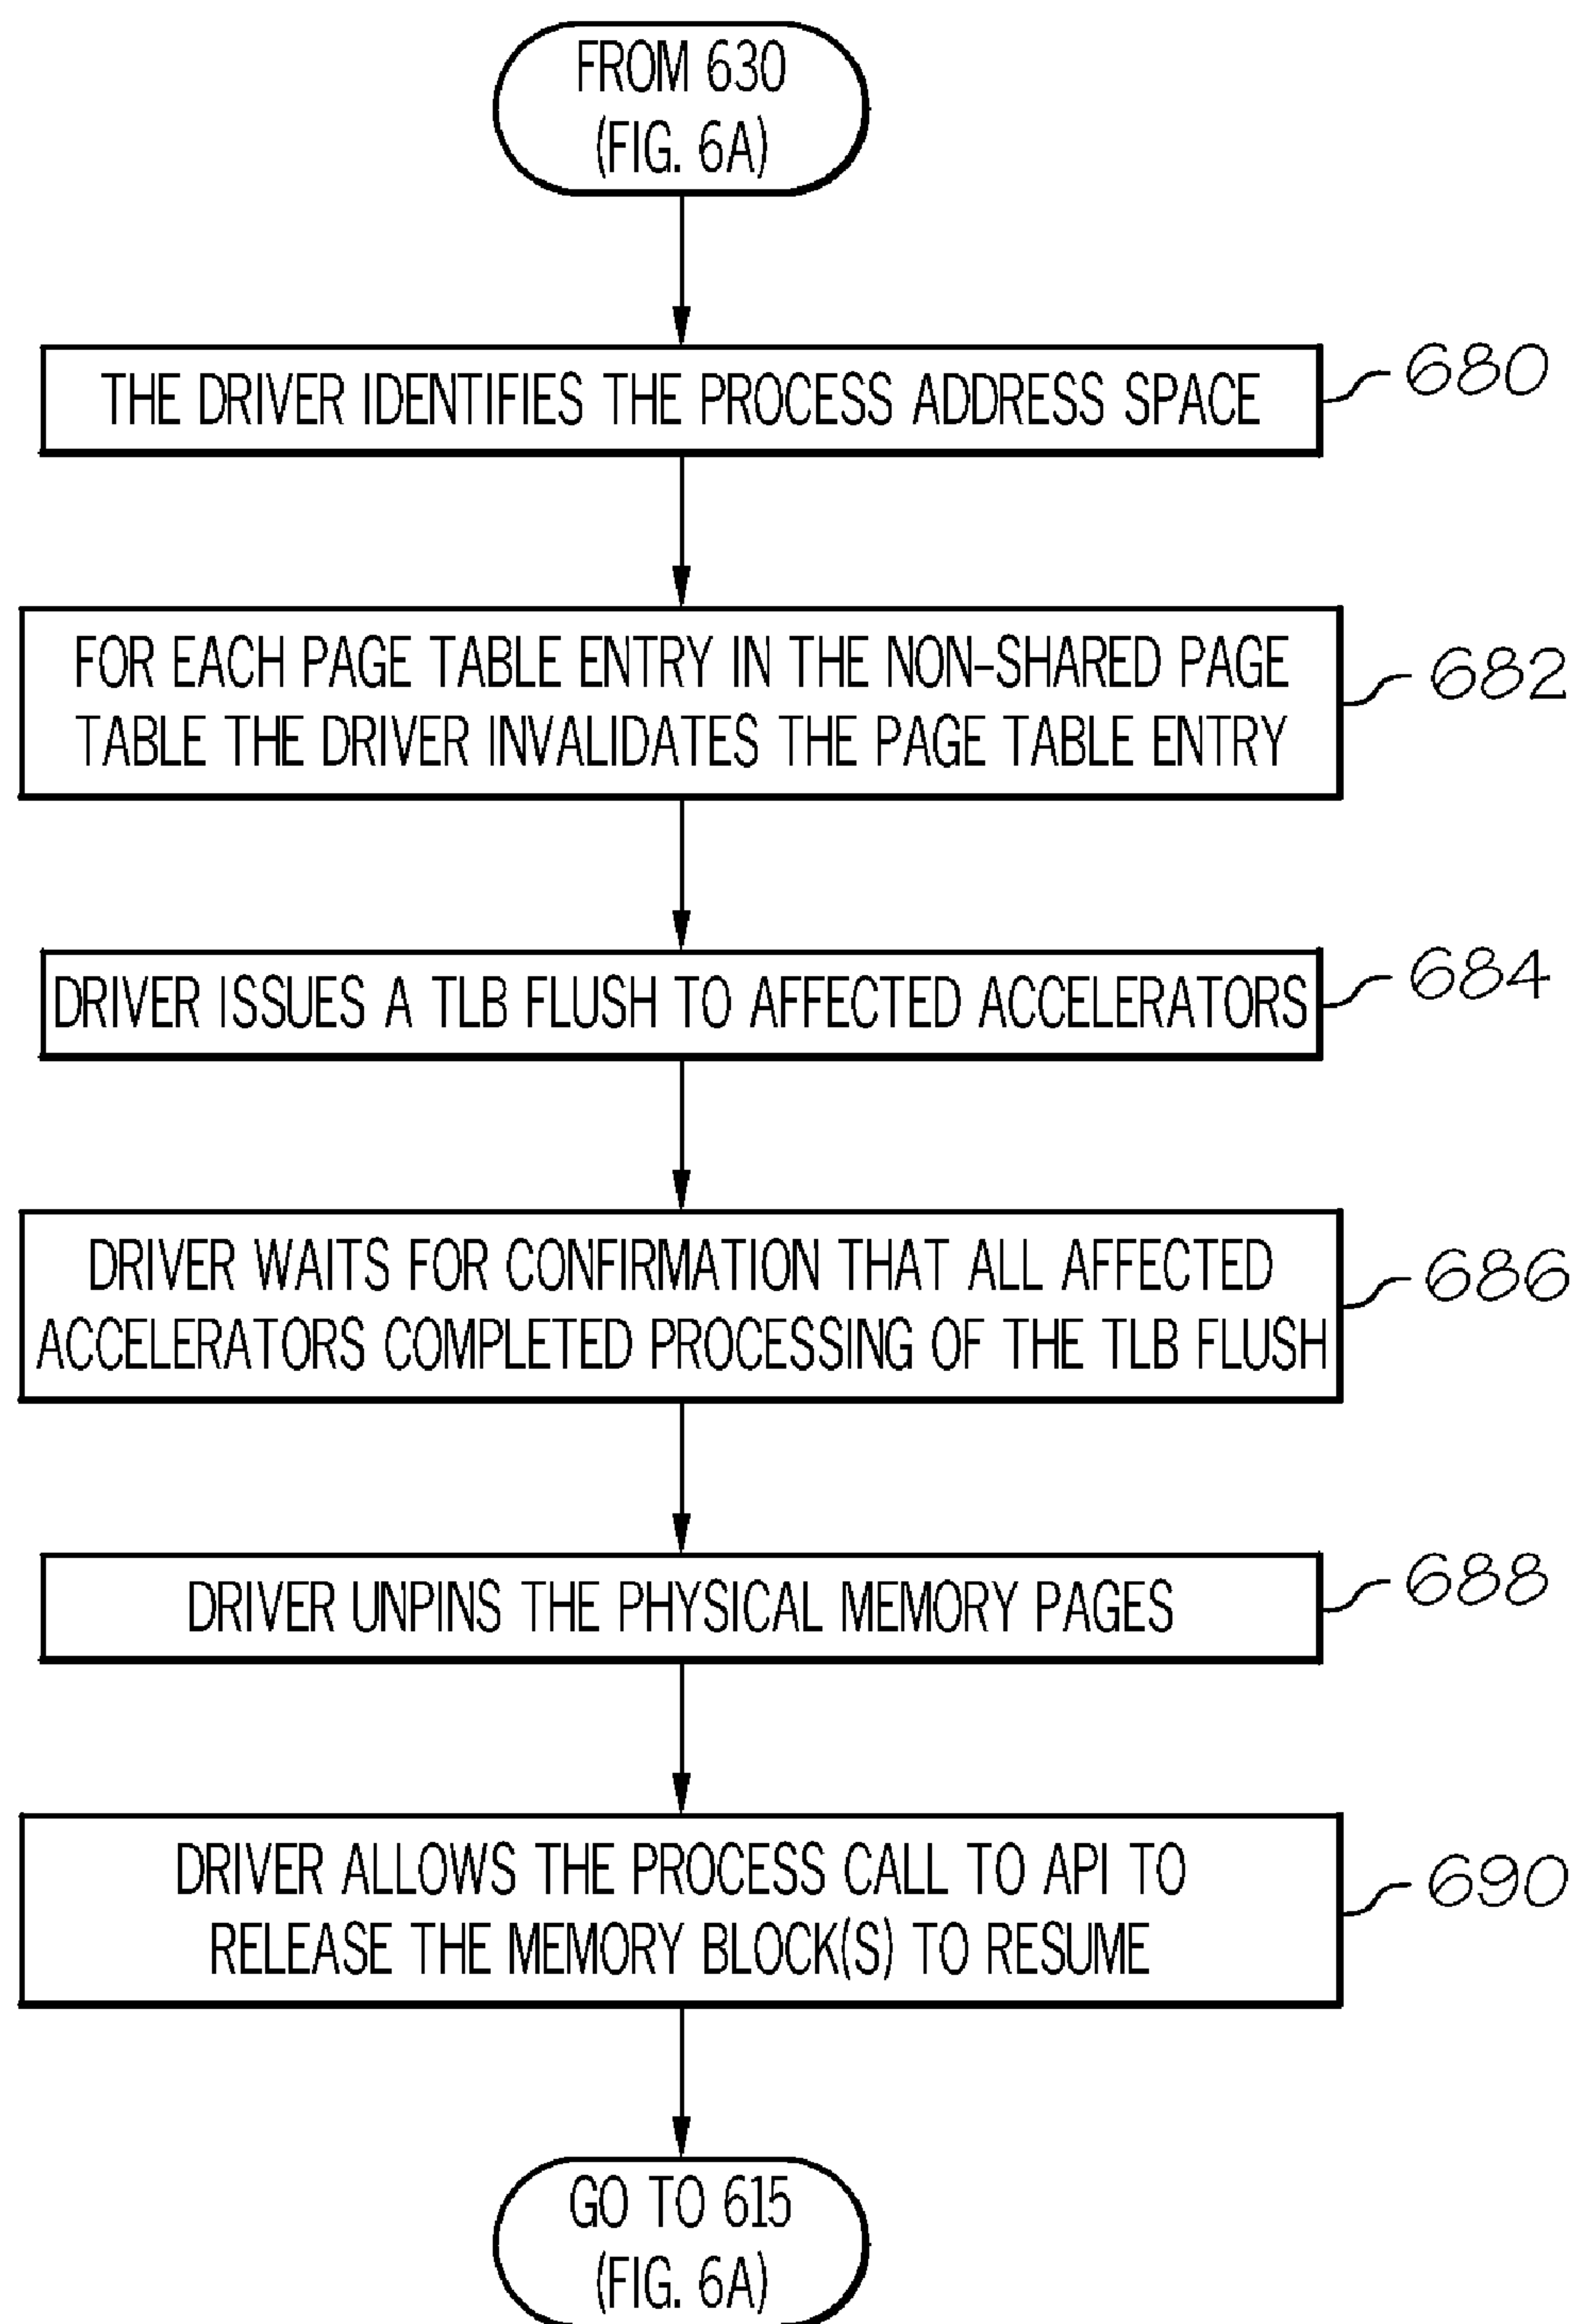 FROM 630
(FIG. 6A)
THE DRIVER IDENTIFIES THE PROCESS ADDRESS SPACE
680
FOR EACH PAGE TABLE ENTRY IN THE NON-SHARED PAGE
TABLE THE DRIVER INVALIDATES THE PAGE TABLE ENTRY
682
DRIVER ISSUES A TLB FLUSH TO AFFECTED ACCELERATORS
684
DRIVER WAITS FOR CONFIRMATION THAT ALL AFFECTED
ACCELERATORS COMPLETED PROCESSING OF THE TLB FLUSH
686
DRIVER UNPINS THE PHYSICAL MEMORY PAGES
688
DRIVER ALLOWS THE PROCESS CALL TO API TO
RELEASE THE MEMORY BLOCK(S) TO RESUME
690
GO TO 615
(FIG. 6A)